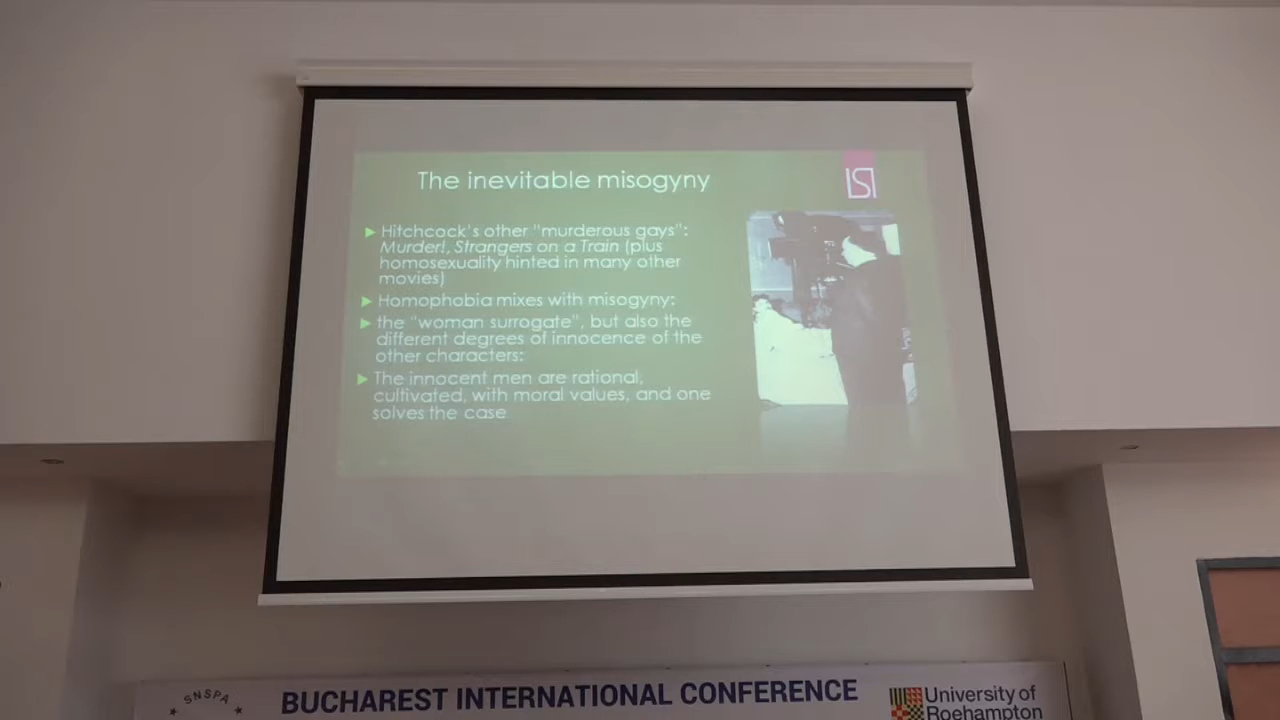 The inevitable misogyny
LSI
Hitchcock's other "murderous gays":
Murder!, Strangers on a Train (plus
homosexuality hinted in many other
movies)
Homophobia mixes with misogyny:
the "woman surrogate", but also the
different degrees of innocence of the
other characters:
The innocent men are rational,
cultivated, with moral values, and one
solves the case
SNSPA
BUCHAREST INTERNATIONAL CONFERENCE
University of
Roehampton